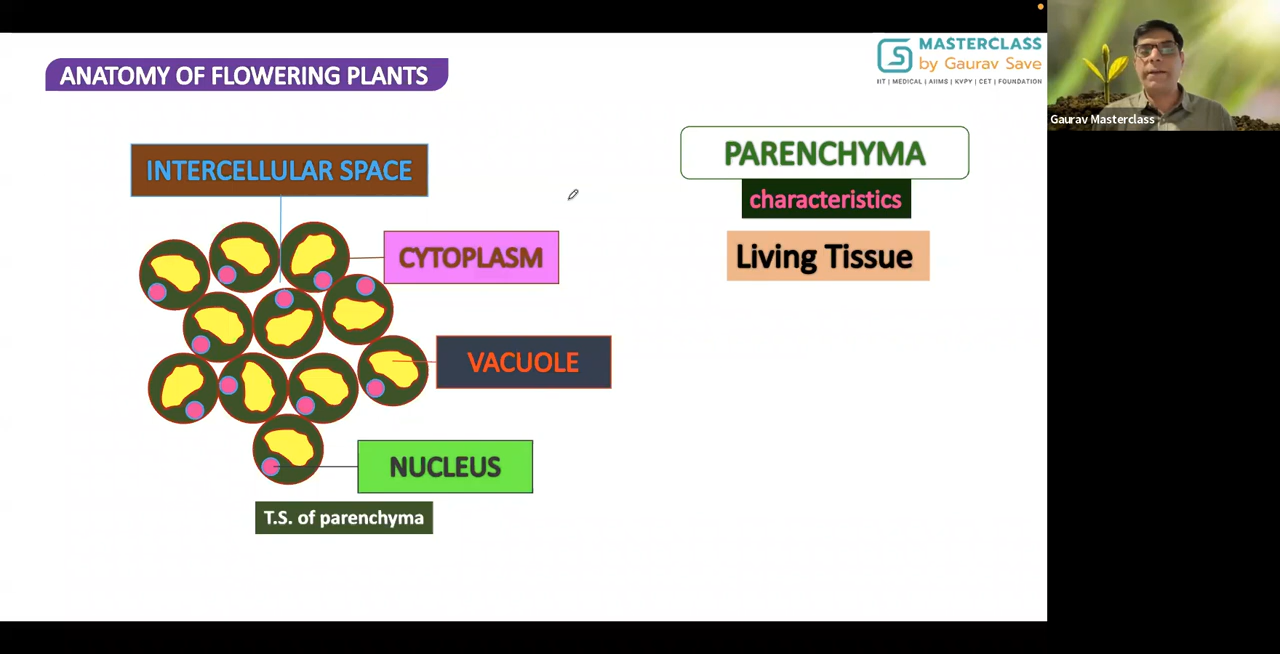 ANATOMY OF FLOWERING PLANTS
MASTERCLASS
by Gaurav Save
IIT | MEDICAL | AIIMS | KVPY | CET | FOUNDATION
Gaurav Masterclass
INTERCELLULAR SPACE
PARENCHYMA
characteristics
CYTOPLASM
Living Tissue
VACUOLE
NUCLEUS
T.S. of parenchyma